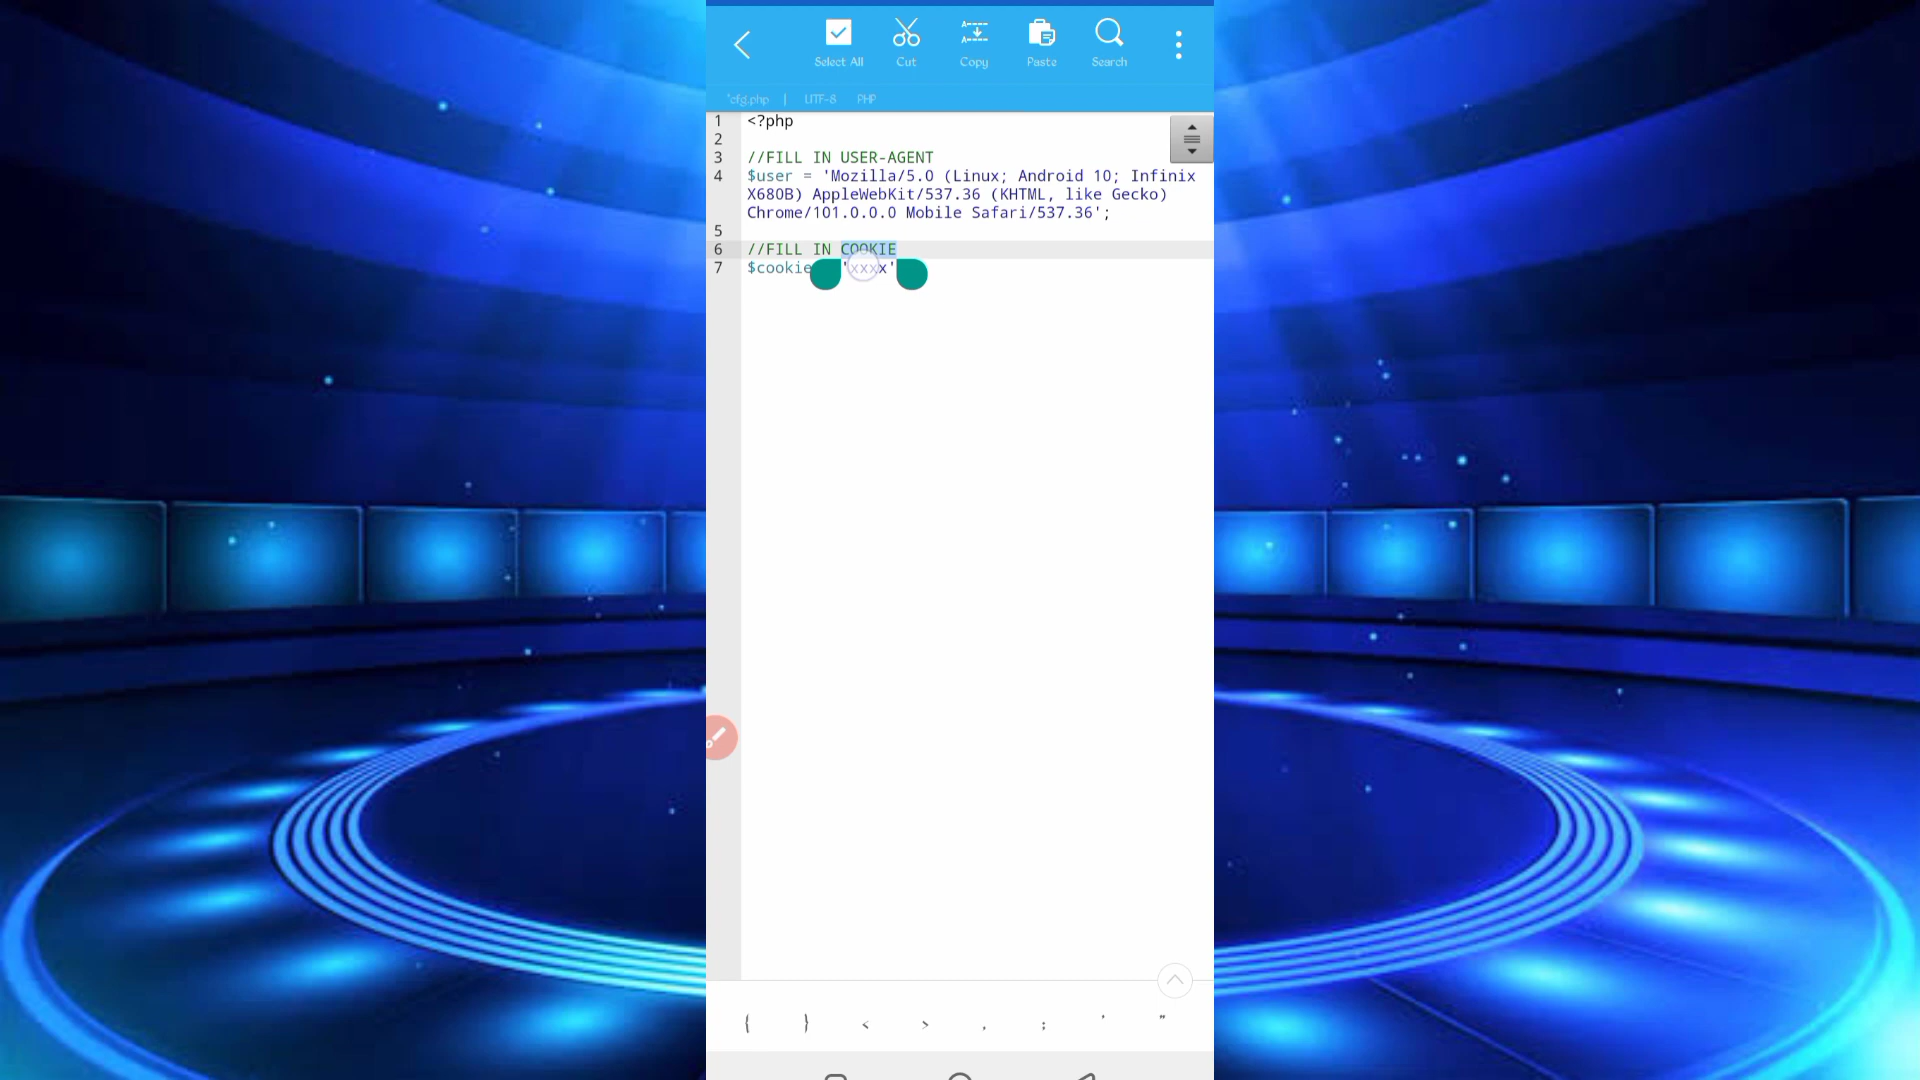 Select All Cut Copy Paste Search
*cfg.php | UTF-8 PHP
1 <?php
2
3 //FILL IN USER-AGENT
4 $user = 'Mozilla/5.0 (Linux; Android 10; Infinix
X680B) AppleWebKit/537.36 (KHTML, like Gecko)
Chrome/101.0.0.0 Mobile Safari/537.36';
5
6 //FILL IN COOKIE
7 $cookie 'xxxx'
{ } < > , ; ' "